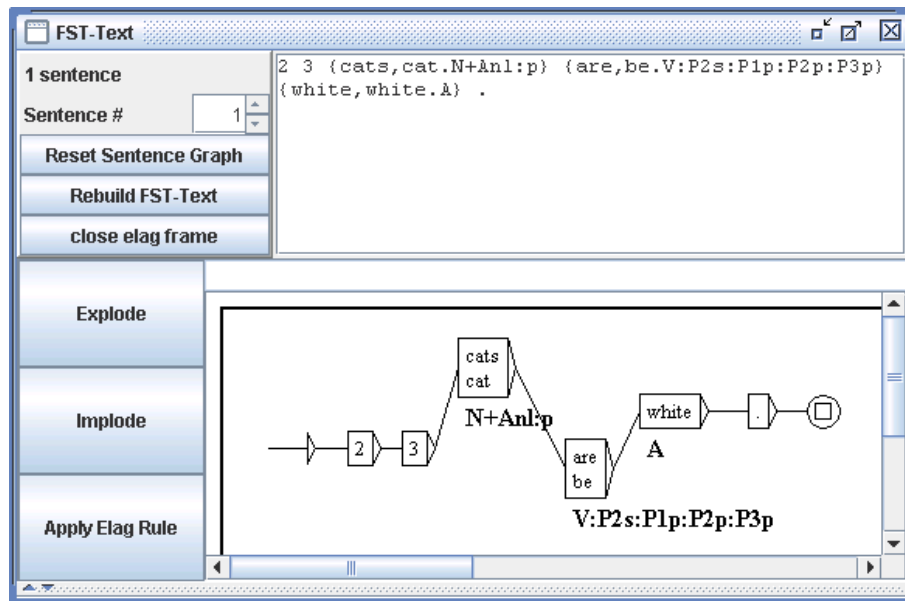 FST-Text
1 sentence
Sentence # 1
Reset Sentence Graph
Rebuild FST-Text
close elag frame
2 3 {cats,cat.N+Anl:p} {are,be.V:P2s:P1p:P2p:P3p}
{white,white.A} .
Explode
Implode
Apply Elag Rule
cats
cat
N+Anl:p
white
.
2
3
A
are
be
V:P2s:P1p:P2p:P3p